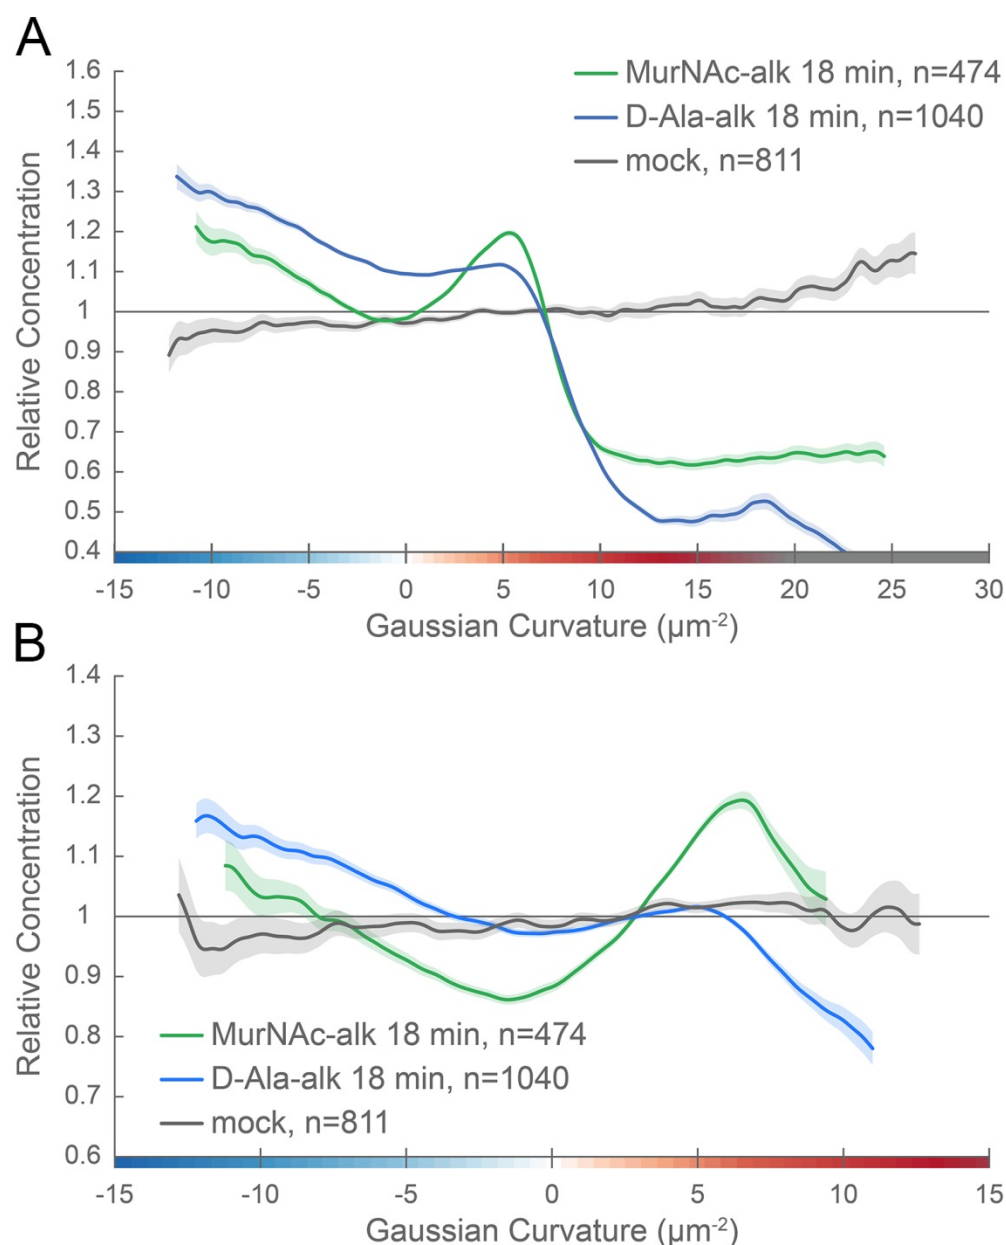 A
1.6
1.5
1.4
1.3
1.2
1.1
1
0.9
0.8
0.7
0.6
0.5
0.4
Relative Concentration
MurNAc-alk 18 min, n=474
D-Ala-alk 18 min, n=1040
mock, n=811
-15 -10 -5 0 5 10 15 20 25 30
Gaussian Curvature (µm⁻²)
B
1.4
1.3
1.2
1.1
1
0.9
0.8
0.7
0.6
Relative Concentration
MurNAc-alk 18 min, n=474
D-Ala-alk 18 min, n=1040
mock, n=811
-15 -10 -5 0 5 10 15
Gaussian Curvature (µm⁻²)